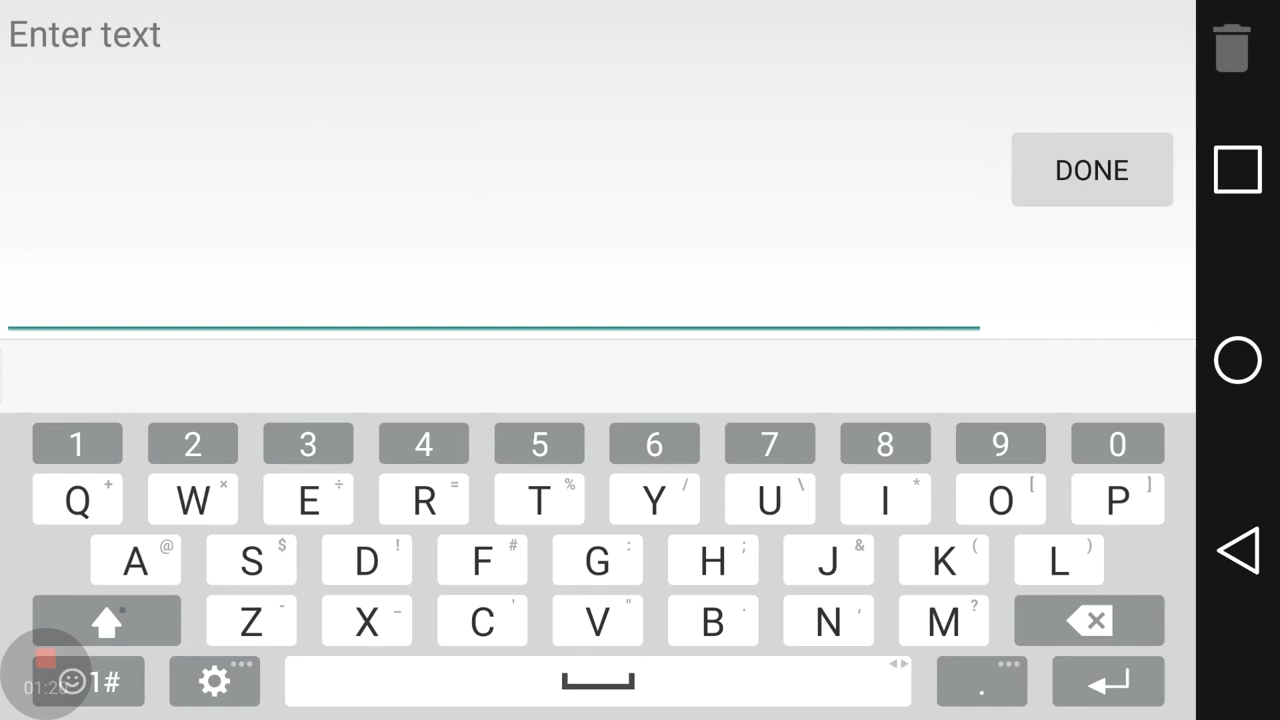 Enter text
DONE
1 2 3 4 5 6 7 8 9 0
Q + W × E ÷ R = T % Y / U \ I * O [ P ]
A @ S $ D ! F # G : H ; J & K ( L )
Z - X _ C ' V " B . N , M ?
1# .